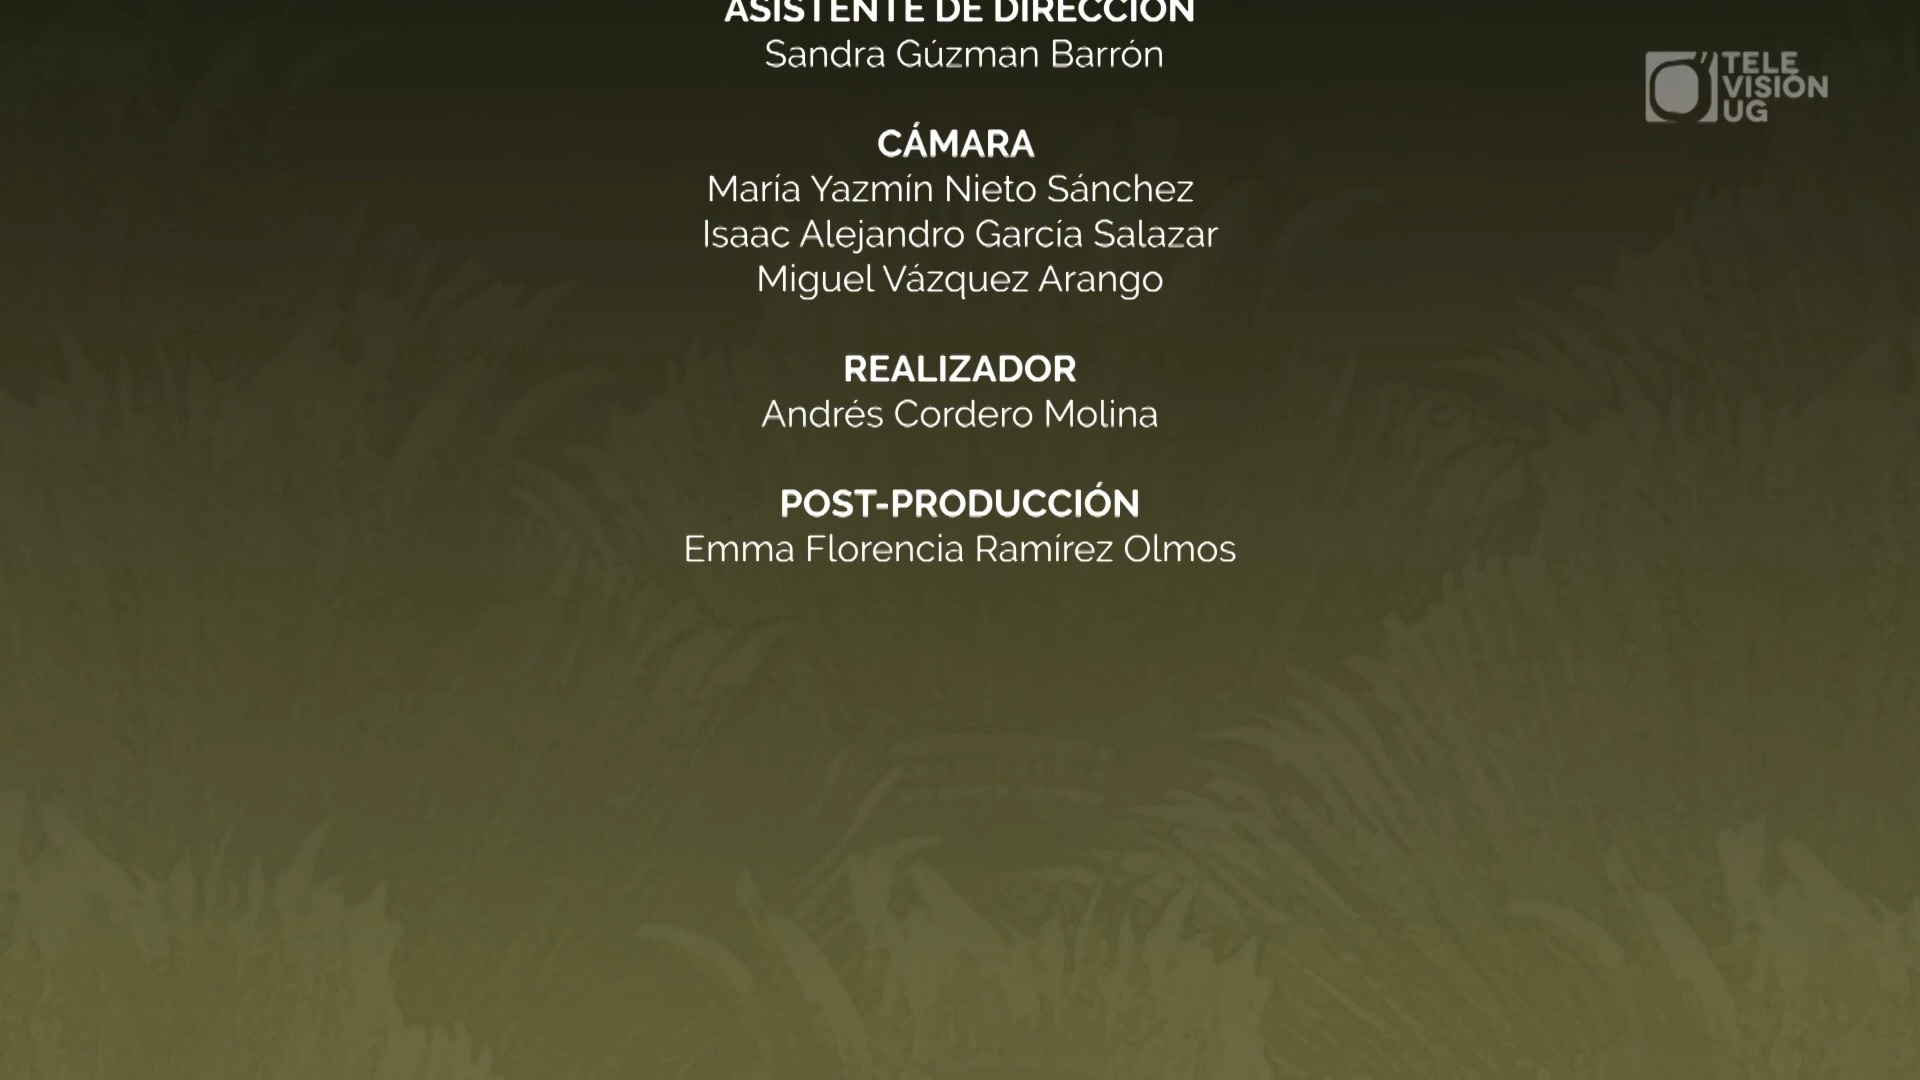 ASISTENTE DE DIRECCIÓN
Sandra Gúzman Barrón
TELE
VISIÓN
UG
CÁMARA
María Yazmín Nieto Sánchez
Isaac Alejandro García Salazar
Miguel Vázquez Arango
REALIZADOR
Andrés Cordero Molina
POST-PRODUCCIÓN
Emma Florencia Ramírez Olmos